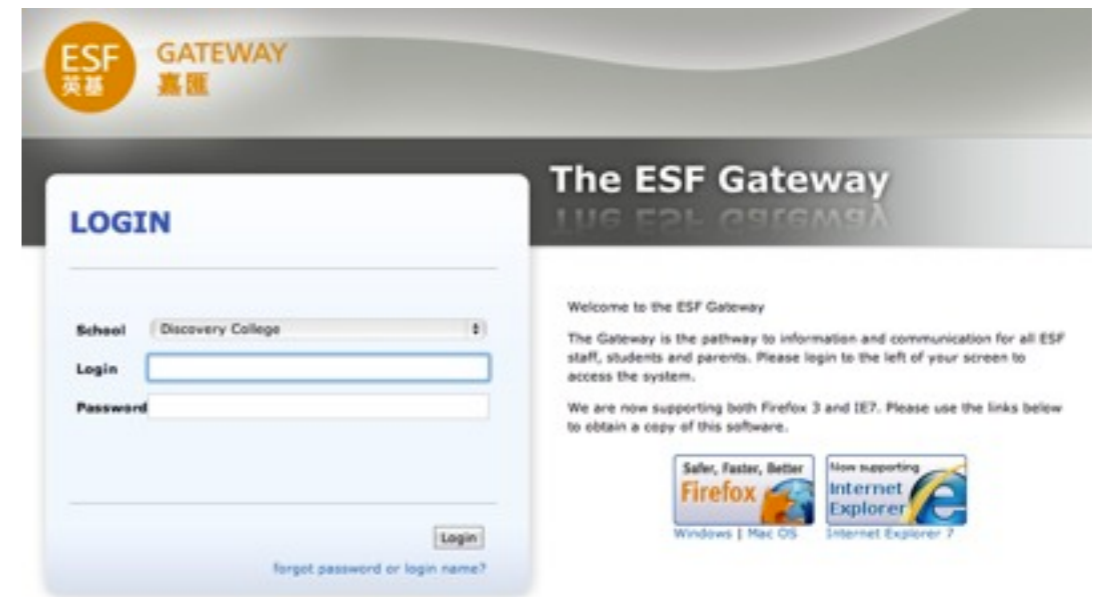 ESF
英基
GATEWAY
嘉匯
The ESF Gateway
LOGIN
School
Discovery College
Login
Password
Login
forgot password or login name?
Welcome to the ESF Gateway
The Gateway is the pathway to information and communication for all ESF
staff, students and parents. Please login to the left of your screen to
access the system.
We are now supporting both Firefox 3 and IE7. Please use the links below
to obtain a copy of this software.
Safer, Faster, Better
Firefox
Windows | Mac OS
Now supporting
Internet
Explorer
Internet Explorer 7